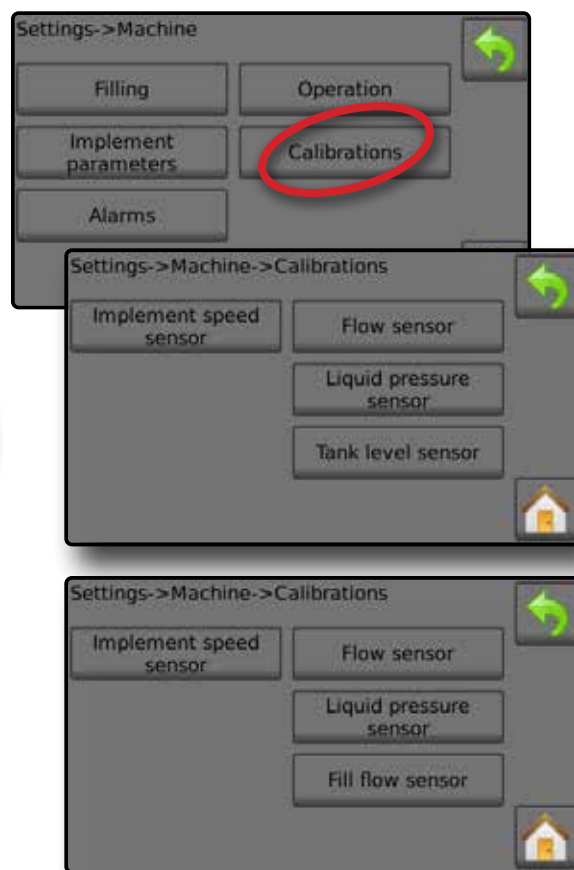 Settings->Machine
Filling
Operation
Implement
parameters
Calibrations
Alarms
Settings->Machine->Calibrations
Implement speed
sensor
Flow sensor
Liquid pressure
sensor
Tank level sensor
Settings->Machine->Calibrations
Implement speed
sensor
Flow sensor
Liquid pressure
sensor
Fill flow sensor